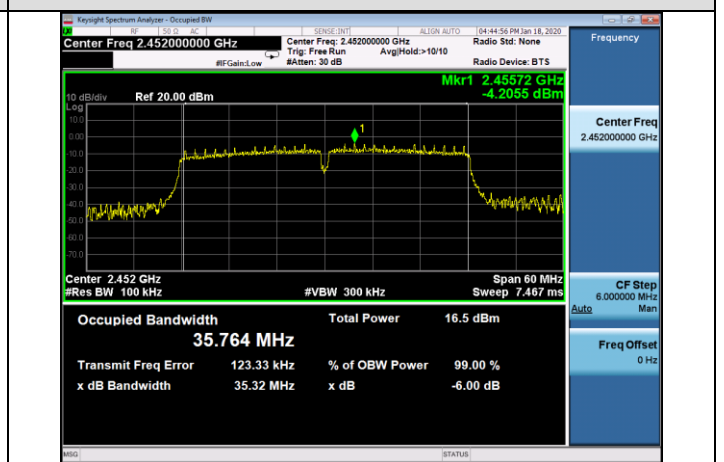 Keysight Spectrum Analyzer - Occupied BW
RF 50 Ω AC SENSE:INT ALIGN AUTO 04:44:56 PM Jan 18, 2020
Center Freq 2.452000000 GHz Center Freq: 2.452000000 GHz Radio Std: None Frequency
Trig: Free Run Avg|Hold:>10/10
#IFGain:Low #Atten: 30 dB Radio Device: BTS
Mkr1 2.45572 GHz
10 dB/div Ref 20.00 dBm -4.2055 dBm
Log
10.0
0.00
-10.0
-20.0
-30.0
-40.0
-50.0
-60.0
-70.0
1
Center Freq
2.452000000 GHz
Center 2.452 GHz Span 60 MHz
#Res BW 100 kHz #VBW 300 kHz Sweep 7.467 ms
CF Step
6.000000 MHz
Auto Man
Occupied Bandwidth Total Power 16.5 dBm
35.764 MHz
Freq Offset
0 Hz
Transmit Freq Error 123.33 kHz % of OBW Power 99.00 %
x dB Bandwidth 35.32 MHz x dB -6.00 dB
MSG STATUS